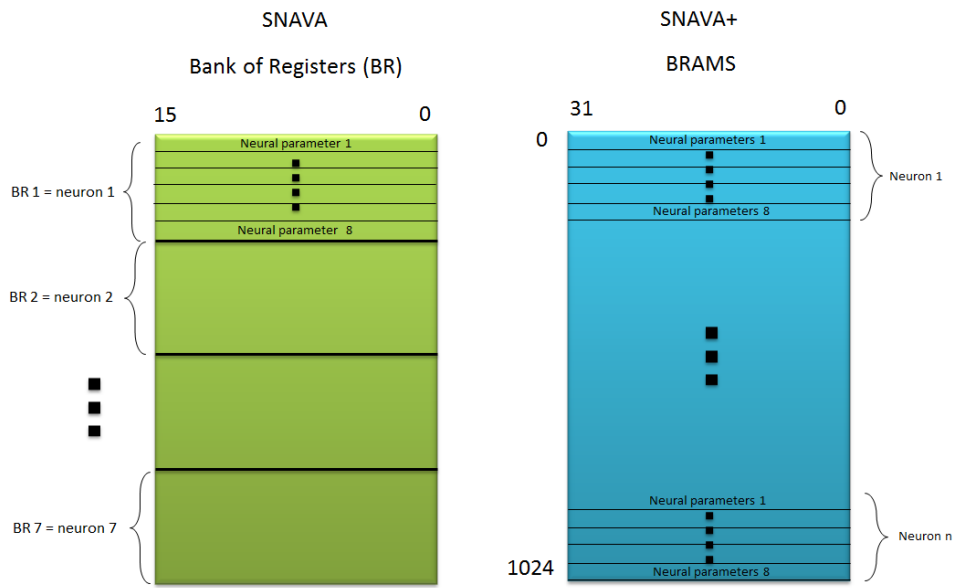 SNAVA
Bank of Registers (BR)
15
0
Neural parameter 1
BR 1 = neuron 1
Neural parameter 8
BR 2 = neuron 2
BR 7 = neuron 7
SNAVA+
BRAMS
31
0
0
Neural parameters 1
Neuron 1
Neural parameters 8
Neural parameters 1
Neuron n
1024
Neural parameters 8